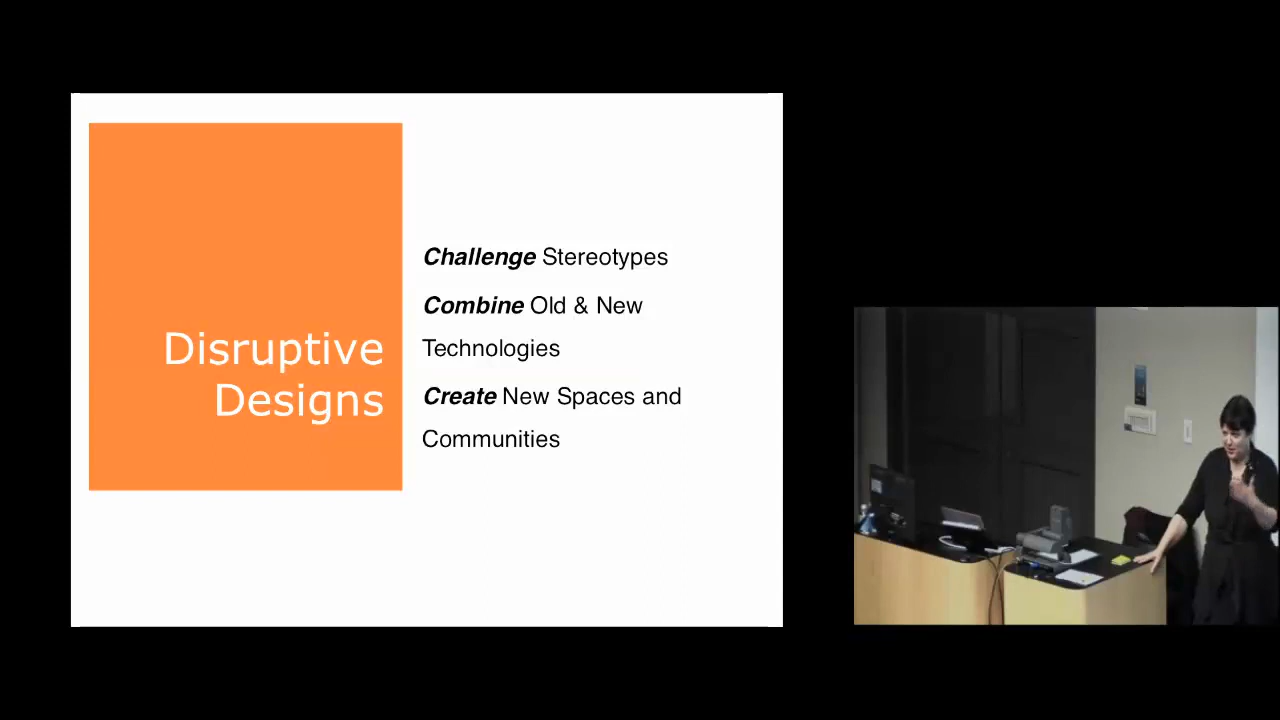 Disruptive
Designs
Challenge Stereotypes
Combine Old & New
Technologies
Create New Spaces and
Communities